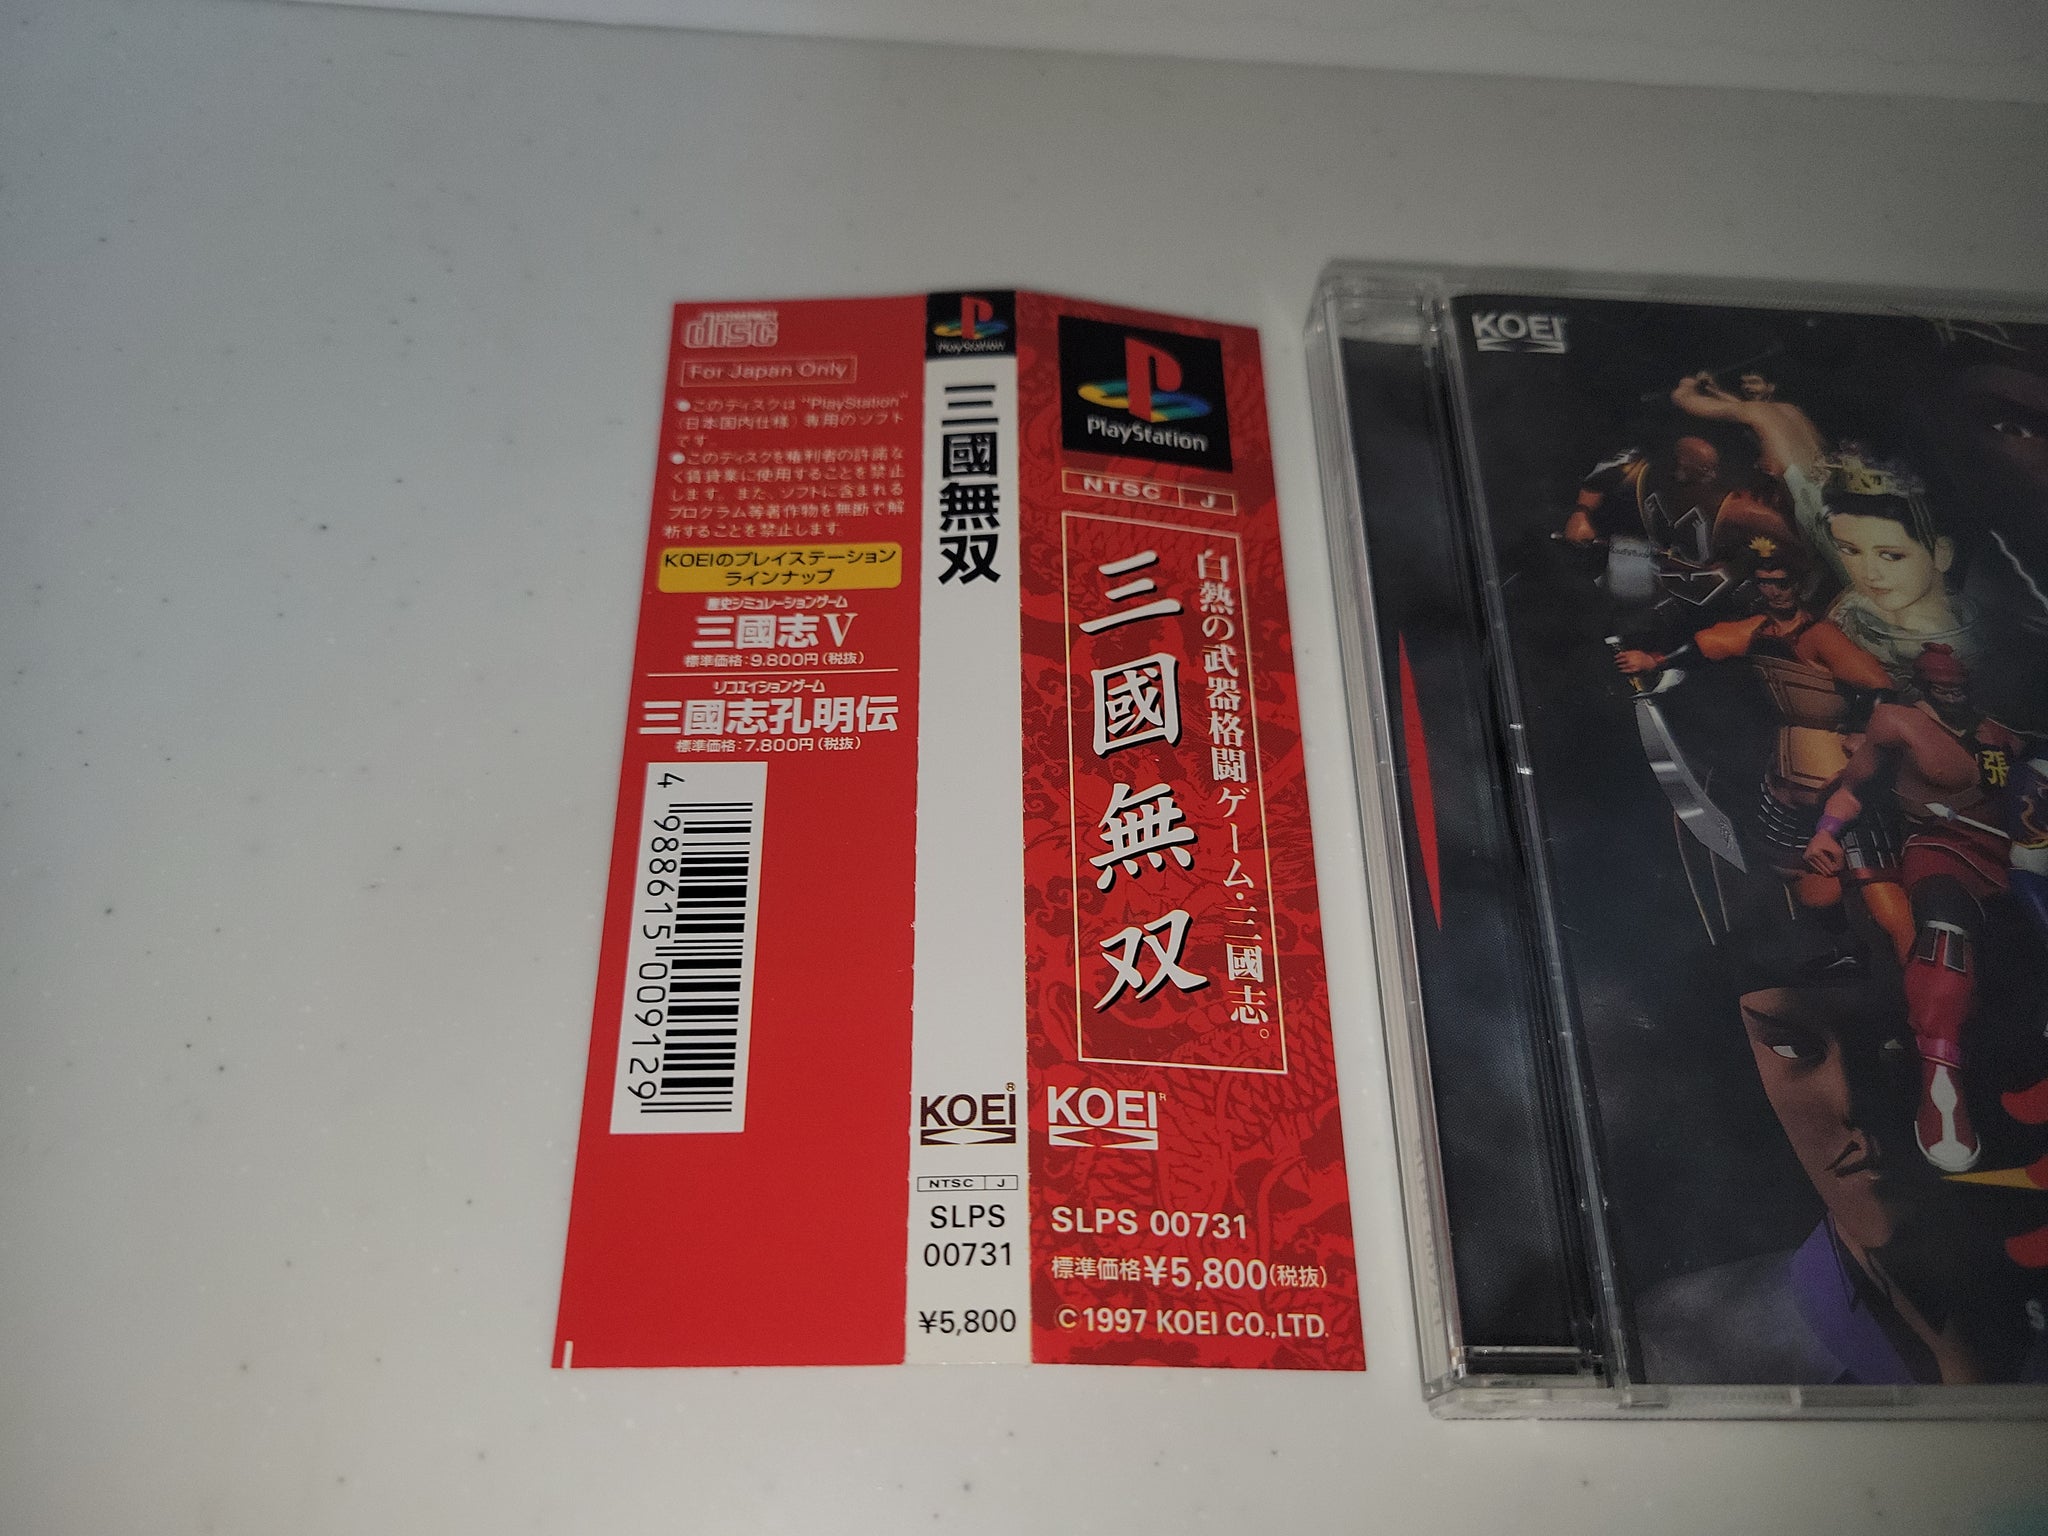 COMPACT
disc
For Japan Only
●このディスクは "PlayStation"
(日本国内仕様) 専用のソフト
です。
●このディスクを権利者の許諾な
く賃貸業に使用することを禁止
します。また、ソフトに含まれる
プログラム等著作物を無断で解
析することを禁止します。
KOEIのプレイステーション
ラインナップ
歴史シミュレーションゲーム
三國志V
標準価格:9.800円(税抜)
リコエイションゲーム
三國志孔明伝
標準価格:7.800円(税抜)
4 988615 009129
PlayStation
三國無双
KOEI®
NTSC J
SLPS
00731
¥5,800
PlayStation
NTSC J
白熱の武器格闘ゲーム・三國志。
三國無双
KOEI
SLPS 00731
標準価格¥5,800(税抜)
©1997 KOEI CO.,LTD.
KOEI
張